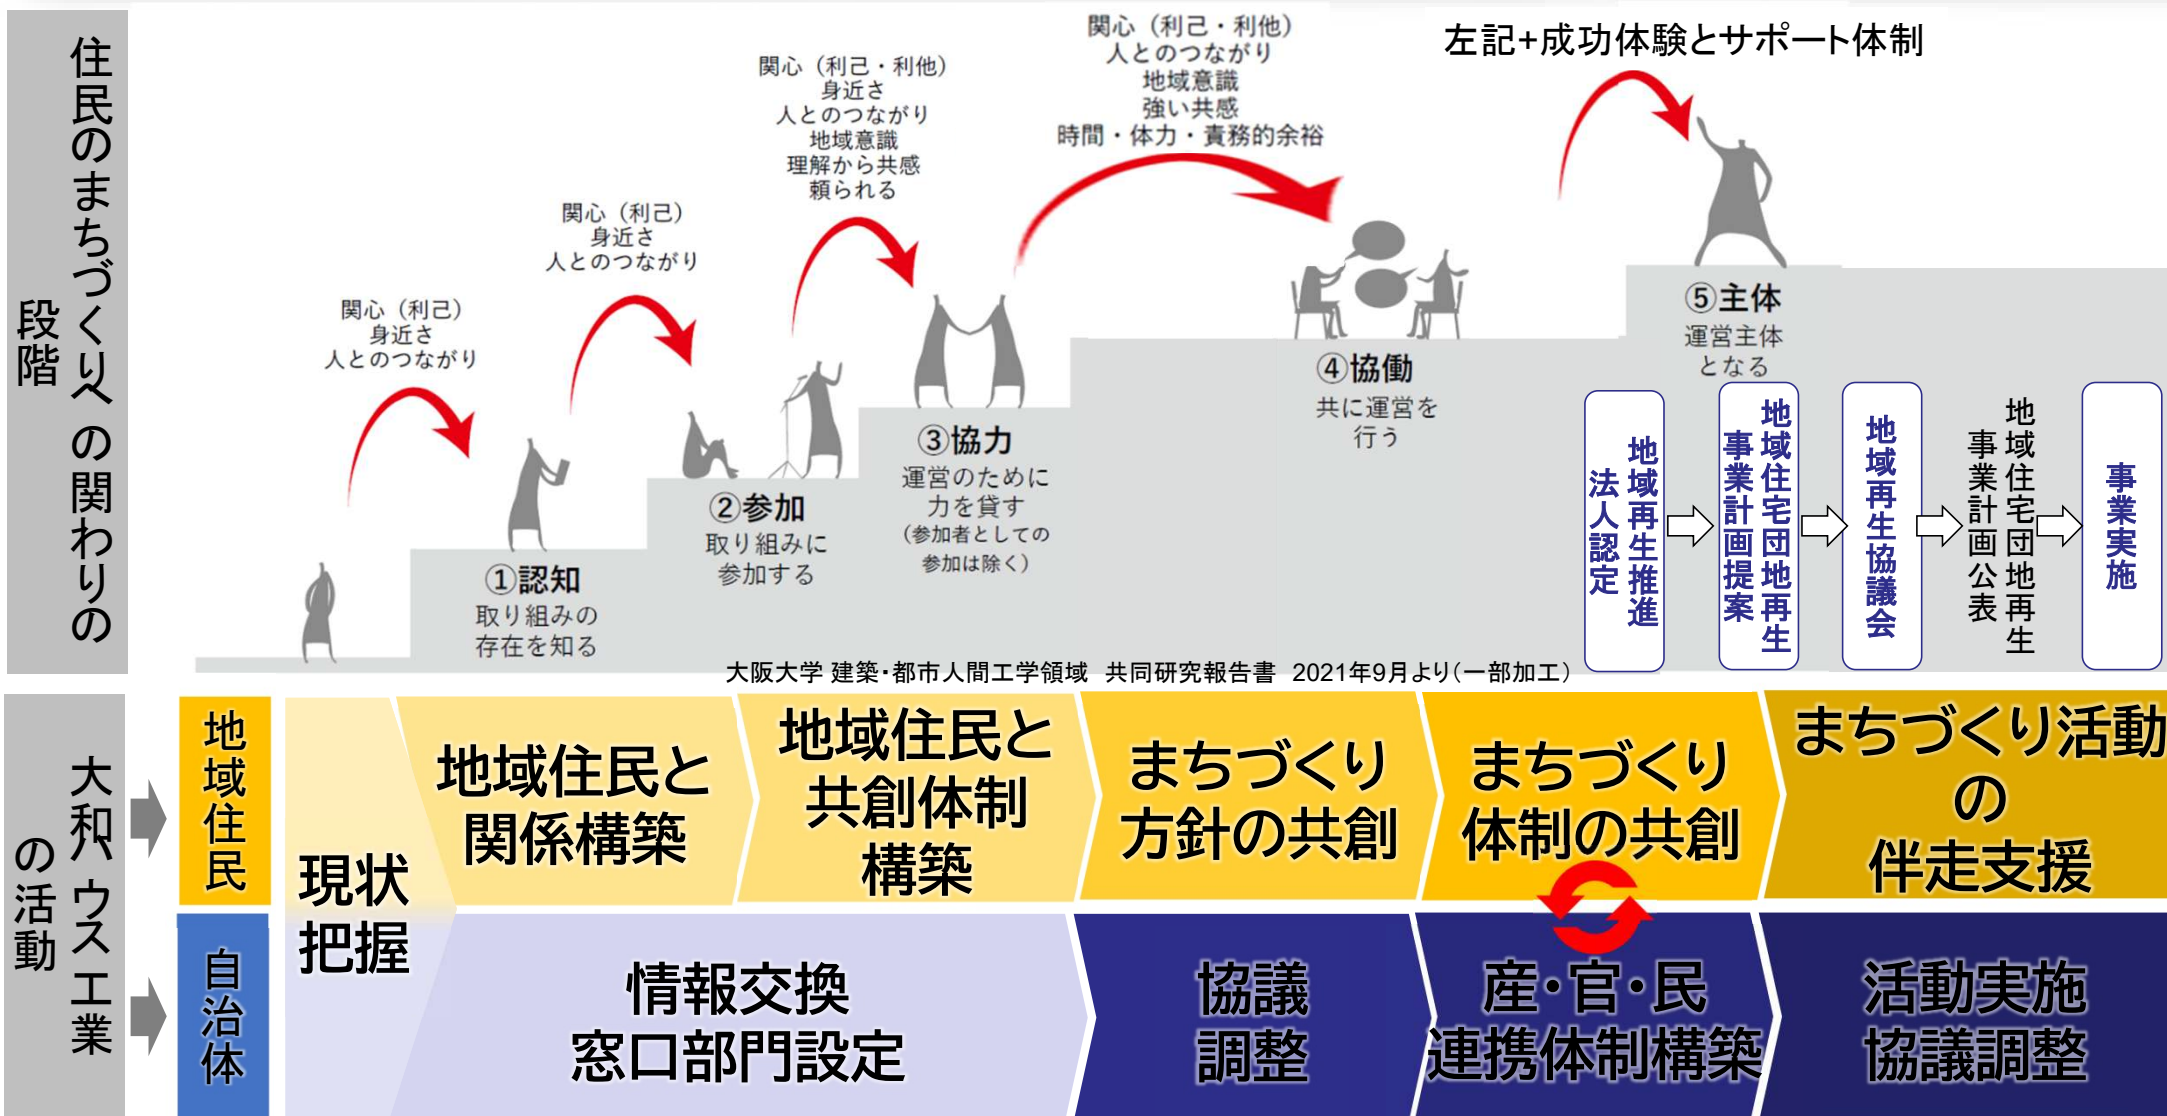 住民のまちづくりへの関わりの
段階
関心（利己）
身近さ
人とのつながり
関心（利己）
身近さ
人とのつながり
関心（利己・利他）
身近さ
人とのつながり
地域意識
理解から共感
頼られる
関心（利己・利他）
人とのつながり
地域意識
強い共感
時間・体力・責務的余裕
左記+成功体験とサポート体制
①認知
取り組みの
存在を知る
②参加
取り組みに
参加する
③協力
運営のために
力を貸す
（参加者としての
参加は除く）
④協働
共に運営を
行う
⑤主体
運営主体
となる
地域再生推進
法人認定
地域住宅団地再生
事業計画提案
地域再生協議会
地域住宅団地再生
事業計画公表
事業実施
大阪大学 建築・都市人間工学領域　共同研究報告書　2021年9月より（一部加工）
大和ハウス工業
の活動
地域住民
自治体
現状
把握
地域住民と
関係構築
地域住民と
共創体制
構築
まちづくり
方針の共創
まちづくり
体制の共創
まちづくり活動
の
伴走支援
情報交換
窓口部門設定
協議
調整
産・官・民
連携体制構築
活動実施
協議調整